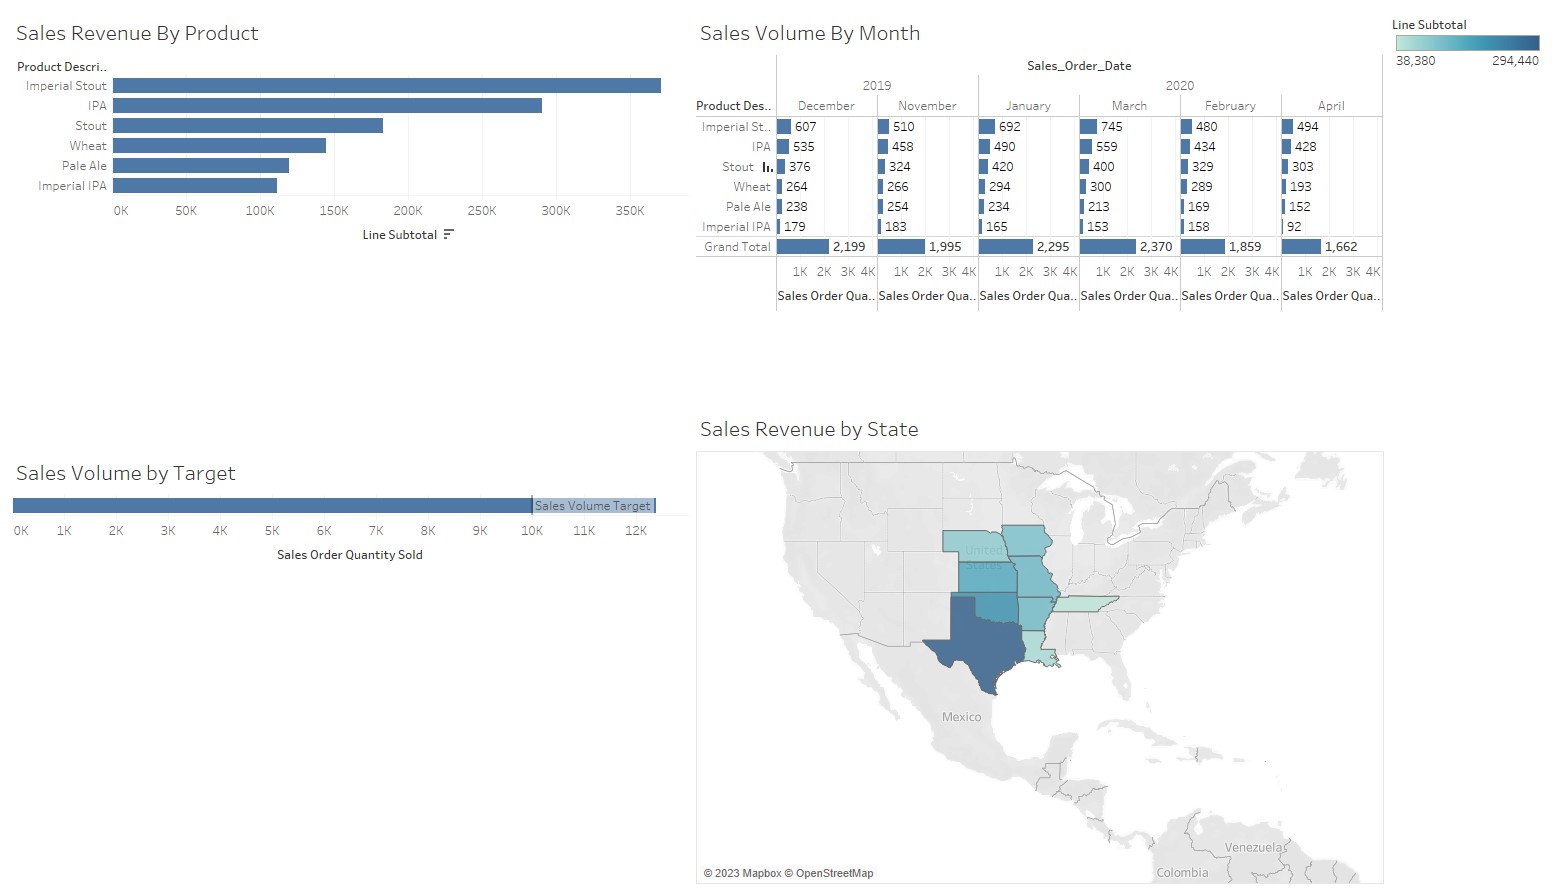 Sales Revenue By Product
Product Descri..
Imperial Stout
IPA
Stout
Wheat
Pale Ale
Imperial IPA
0K 50K 100K 150K 200K 250K 300K 350K
Line Subtotal
Sales Volume By Month
Sales_Order_Date
2019 2020
Product Des.. December November January March February April
Imperial St.. 607 510 692 745 480 494
IPA 535 458 490 559 434 428
Stout 376 324 420 400 329 303
Wheat 264 266 294 300 289 193
Pale Ale 238 254 234 213 169 152
Imperial IPA 179 183 165 153 158 92
Grand Total 2,199 1,995 2,295 2,370 1,859 1,662
1K 2K 3K 4K 1K 2K 3K 4K 1K 2K 3K 4K 1K 2K 3K 4K 1K 2K 3K 4K 1K 2K 3K 4K
Sales Order Qua.. Sales Order Qua.. Sales Order Qua.. Sales Order Qua.. Sales Order Qua.. Sales Order Qua..
Line Subtotal
38,380 294,440
Sales Volume by Target
Sales Volume Target
0K 1K 2K 3K 4K 5K 6K 7K 8K 9K 10K 11K 12K
Sales Order Quantity Sold
Sales Revenue by State
United
States
Mexico
Venezuela
Colombia
© 2023 Mapbox © OpenStreetMap